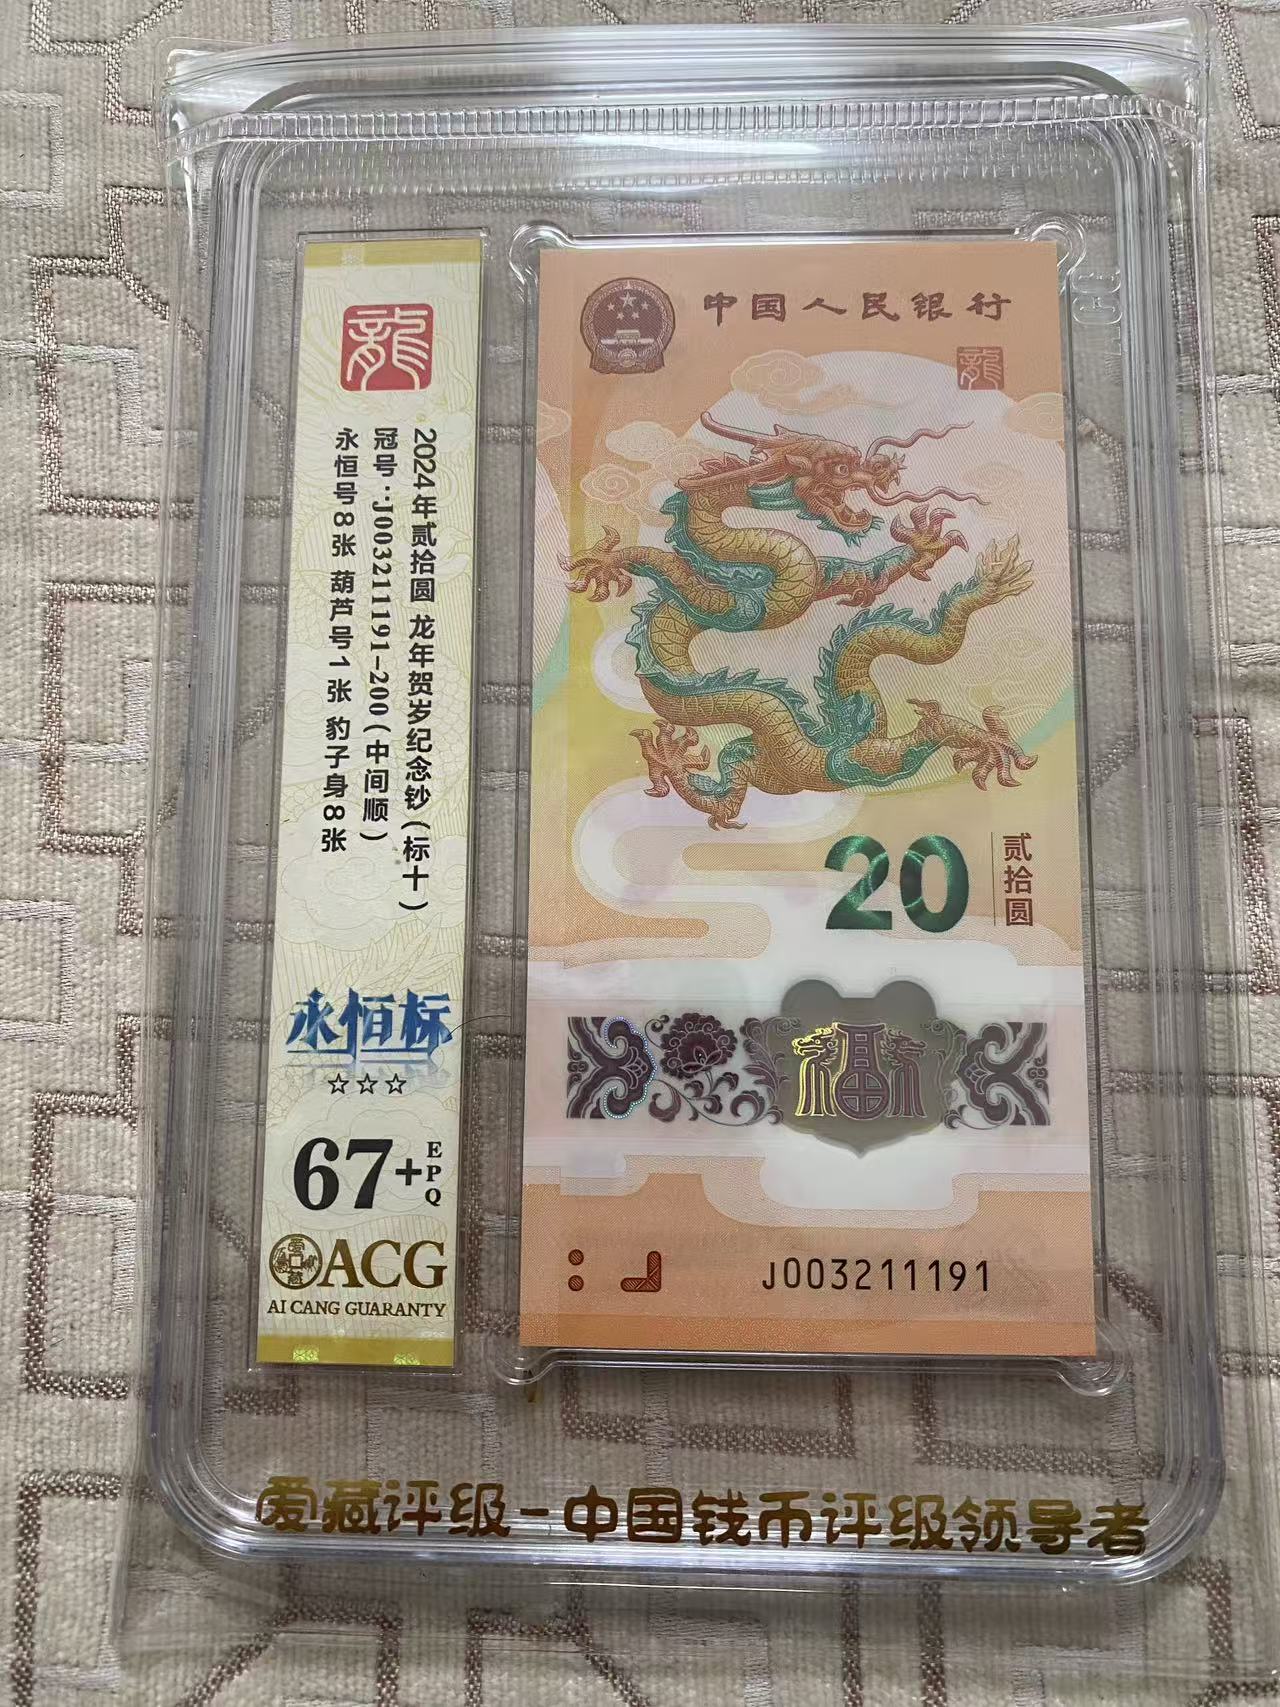 龍
2024年贰拾圆 龙年贺岁纪念钞(标十)
冠号:J003211191-200(中间顺)
永恒号8张 葫芦号1张 豹子身8张
永恒标
☆☆☆
67+EPQ
ACG
AI CANG GUARANTY
中国人民银行
龍
20
贰拾圆
福
J003211191
爱藏评级-中国钱币评级领导者